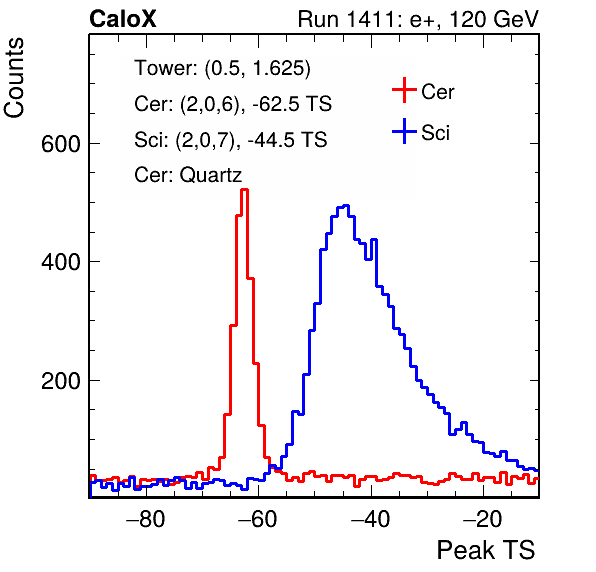 CaloX Run 1411: e+, 120 GeV
Counts
Tower: (0.5, 1.625)
Cer: (2,0,6), -62.5 TS
Sci: (2,0,7), -44.5 TS
Cer: Quartz
Cer
Sci
600
400
200
−80 −60 −40 −20
Peak TS